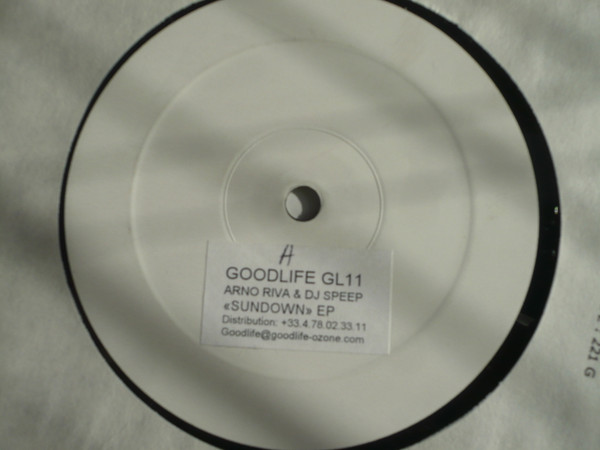 A
GOODLIFE GL11
ARNO RIVA & DJ SPEEP
«SUNDOWN» EP
Distribution: +33.4.78.02.33.11
Goodlife@goodlife-ozone.com
221 G